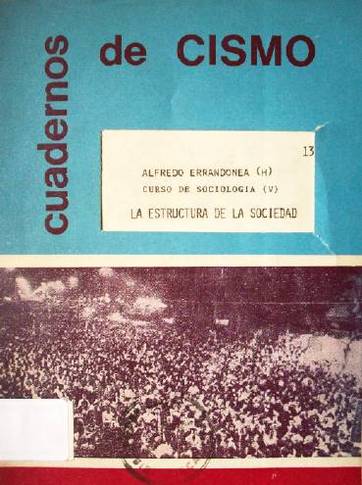 cuadernos
de CISMO
13
ALFREDO ERRANDONEA (H)
CURSO DE SOCIOLOGIA (V)
LA ESTRUCTURA DE LA SOCIEDAD